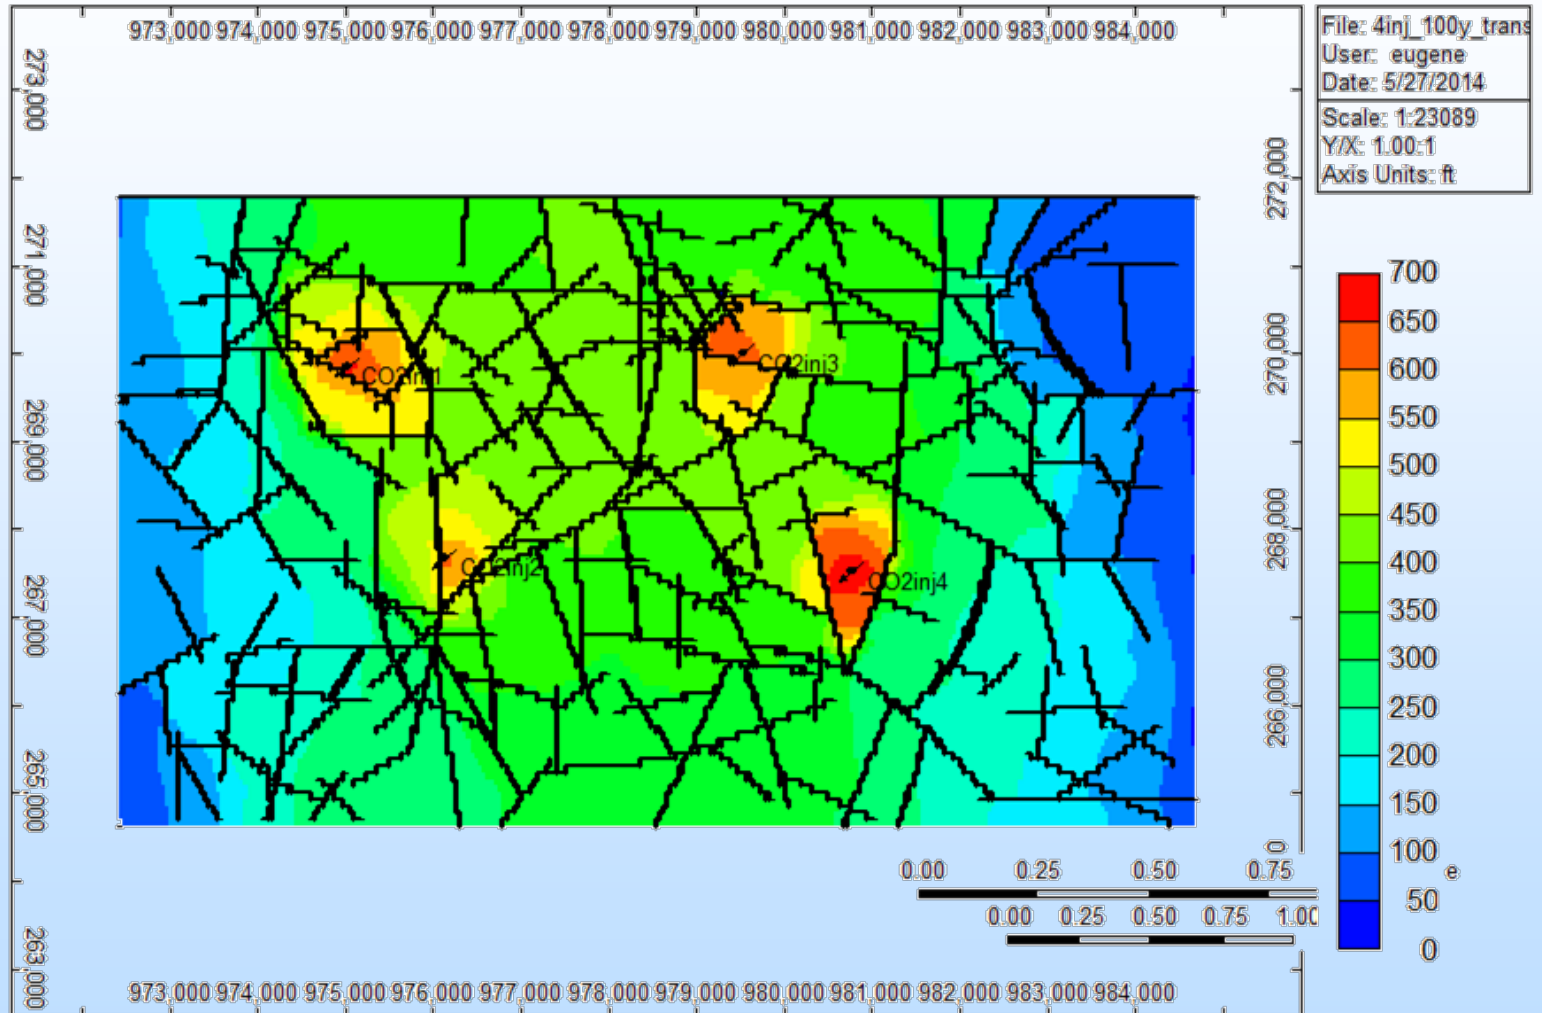 973,000 974,000 975,000 976,000 977,000 978,000 979,000 980,000 981,000 982,000 983,000 984,000
File: 4inj_100y_trans
User: eugene
Date: 5/27/2014
Scale: 1:23089
Y/X: 1.00:1
Axis Units: ft
273,000
271,000
269,000
267,000
265,000
263,000
272,000
270,000
268,000
266,000
0
CO2inj1
CO2inj3
CO2inj2
CO2inj4
700
650
600
550
500
450
400
350
300
250
200
150
100
50
0
0.00 0.25 0.50 0.75 e
0.00 0.25 0.50 0.75 1.00
973,000 974,000 975,000 976,000 977,000 978,000 979,000 980,000 981,000 982,000 983,000 984,000